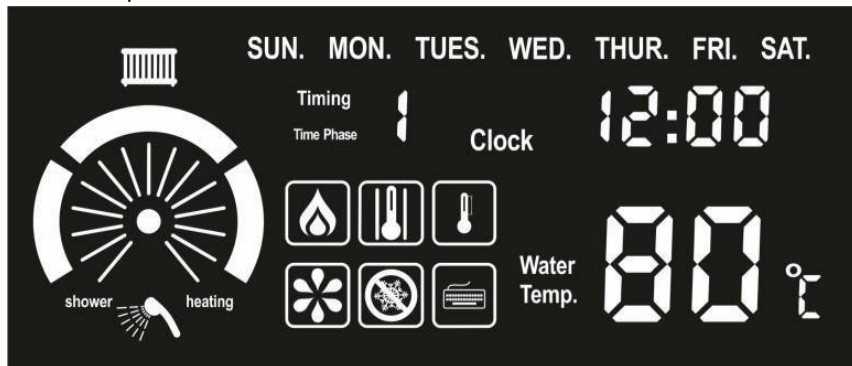 SUN. MON. TUES. WED. THUR. FRI. SAT.
Timing
Time Phase
1
Clock
12:00
shower
heating
Water
Temp.
80
°C